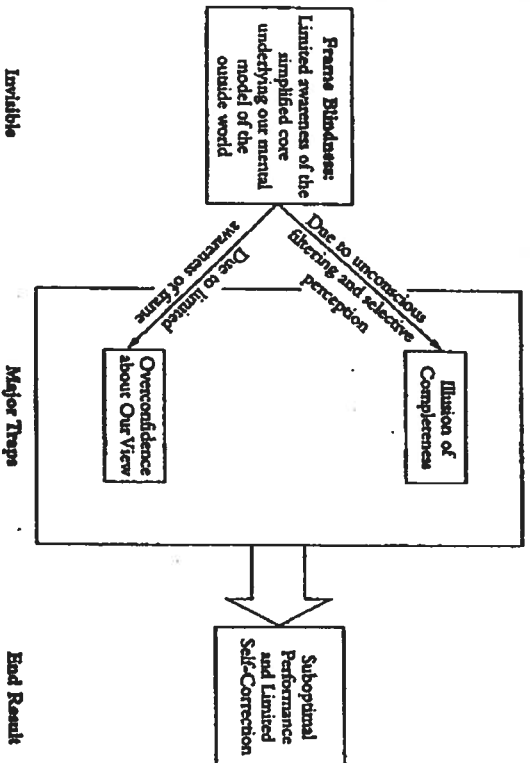 Frame Blindness:
Limited awareness of the
simplified core
underlying our mental
model of the
outside world
Due to unconscious
filtering and selective
perception
Due to limited
awareness of frame
Illusion of
Completeness
Overconfidence
about Our View
Suboptimal
Performance
and Limited
Self-Correction
Invisible
Major Traps
End Result